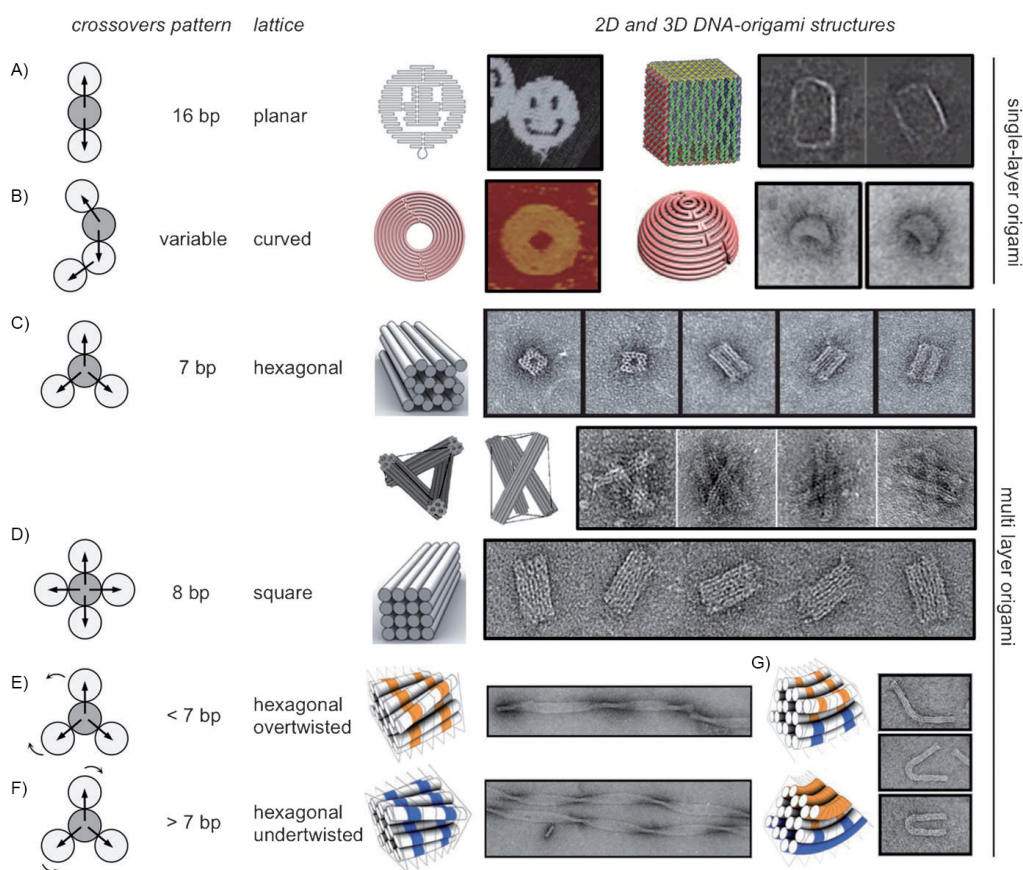 crossovers pattern lattice 2D and 3D DNA-origami structures
A)
16 bp planar
B)
variable curved
single-layer origami
C)
7 bp hexagonal
D)
8 bp square
multi layer origami
E) G)
< 7 bp hexagonal
overtwisted
F)
> 7 bp hexagonal
undertwisted